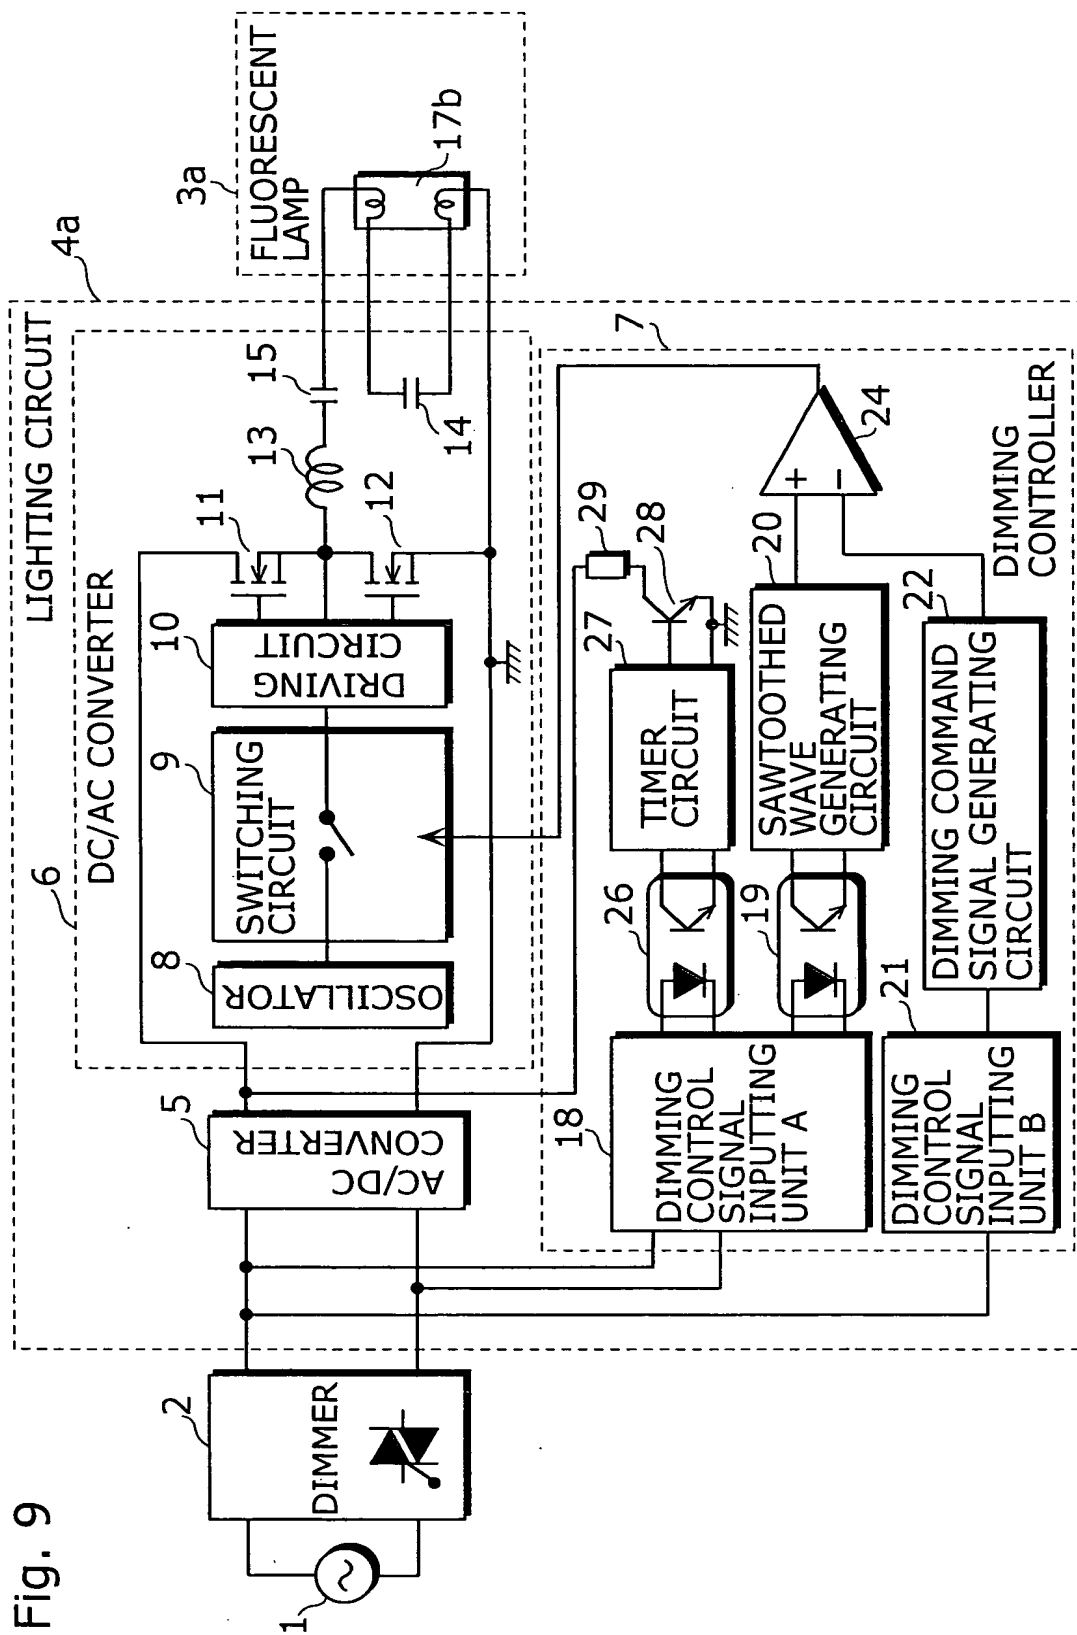 Fig. 9
LIGHTING CIRCUIT
4a
3a
FLUORESCENT
LAMP
17b
6
DC/AC CONVERTER
1
2
DIMMER
5
AC/DC
CONVERTER
8
OSCILLATOR
9
SWITCHING
CIRCUIT
10
DRIVING
CIRCUIT
11
12
13
15
14
7
18
DIMMING
CONTROL
SIGNAL
INPUTTING
UNIT A
26
19
27
TIMER
CIRCUIT
28
29
20
SAWTOOTHED
WAVE
GENERATING
CIRCUIT
+
−
24
21
DIMMING
CONTROL
SIGNAL
INPUTTING
UNIT B
22
DIMMING COMMAND
SIGNAL GENERATING
CIRCUIT
DIMMING
CONTROLLER